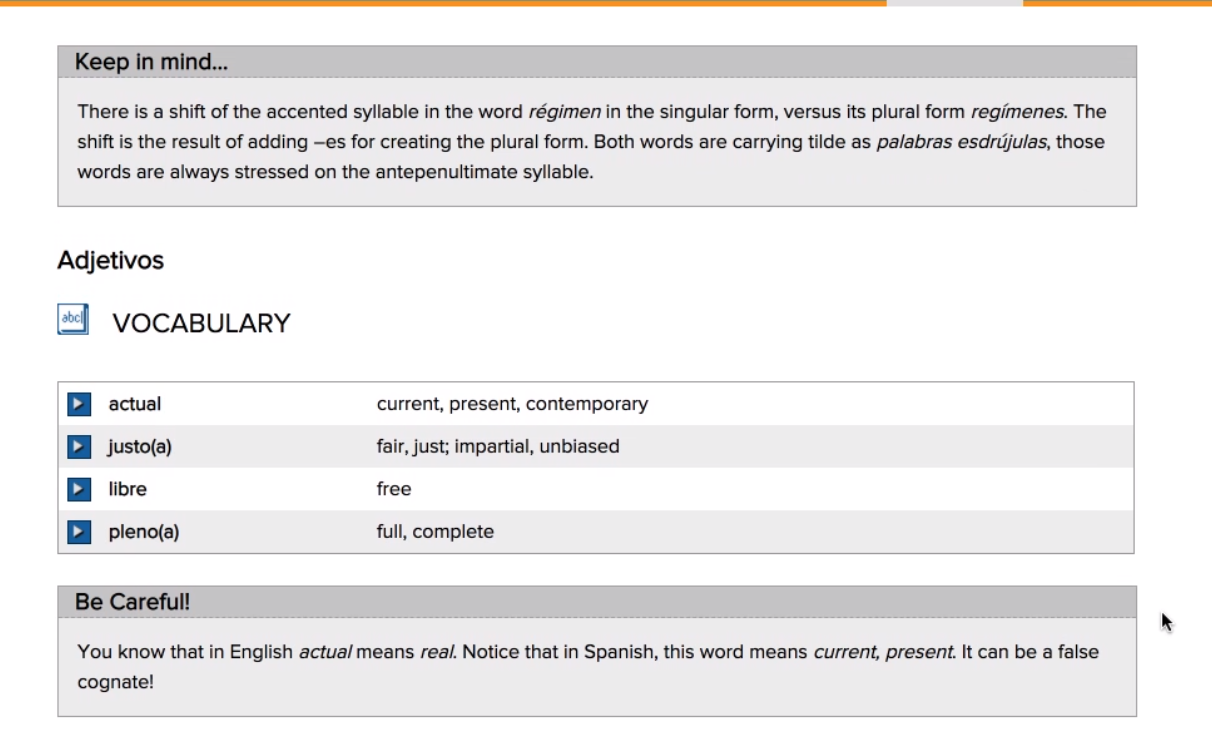 Keep in mind...
There is a shift of the accented syllable in the word régimen in the singular form, versus its plural form regímenes. The
shift is the result of adding –es for creating the plural form. Both words are carrying tilde as palabras esdrújulas, those
words are always stressed on the antepenultimate syllable.
Adjetivos
abc
VOCABULARY
actual current, present, contemporary
justo(a) fair, just; impartial, unbiased
libre free
pleno(a) full, complete
Be Careful!
You know that in English actual means real. Notice that in Spanish, this word means current, present. It can be a false
cognate!